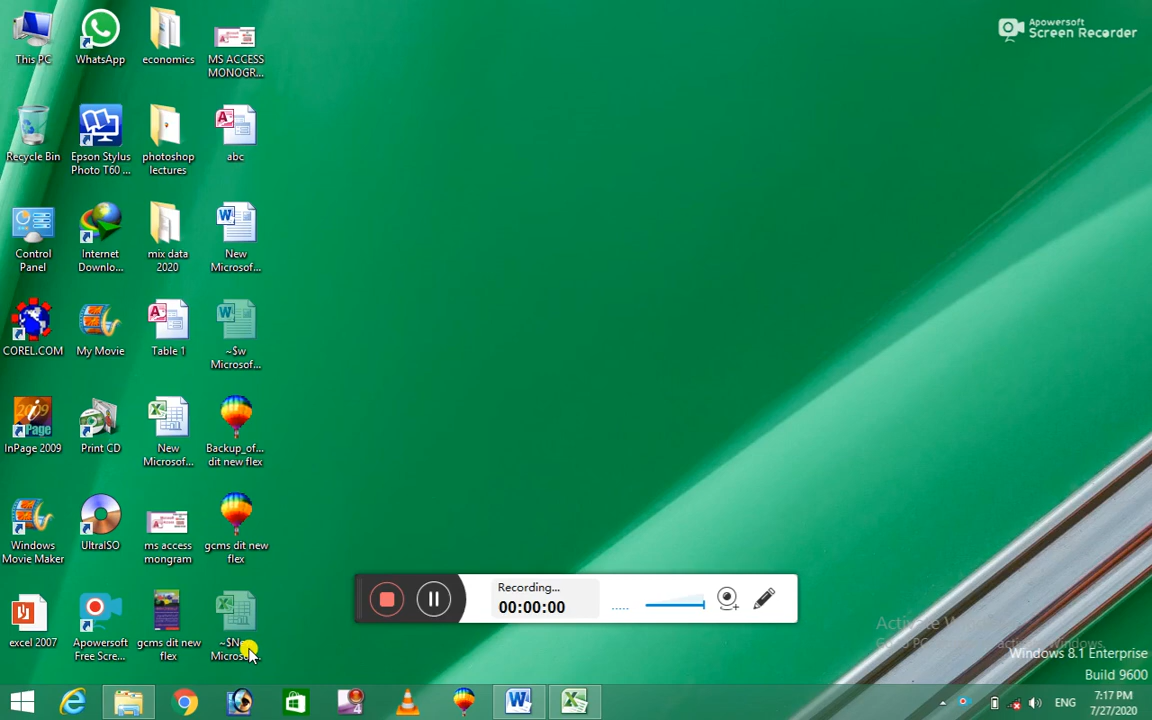 Apowersoft
Screen Recorder
This PC
WhatsApp
economics
MS ACCESS
MONOGR...
Recycle Bin
Epson Stylus
Photo T60 ...
photoshop
lectures
abc
Control
Panel
Internet
Downlo...
mix data
2020
New
Microsof...
COREL.COM
My Movie
Table 1
~$w
Microsof...
InPage 2009
Print CD
New
Microsof...
Backup_of...
dit new flex
Windows
Movie Maker
UltraISO
ms access
mongram
gcms dit new
flex
excel 2007
Apowersoft
Free Scre...
gcms dit new
flex
Recording...
00:00:00
Windows 8.1 Enterprise
Build 9600
ENG
7:17 PM
7/27/2020